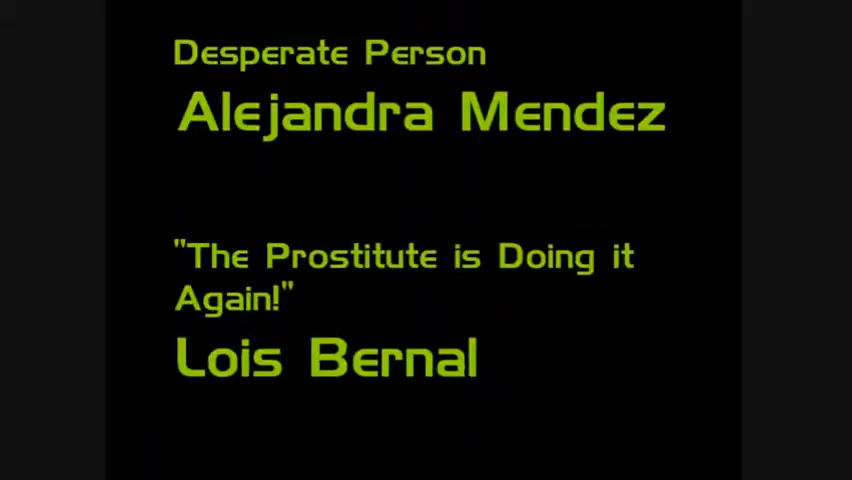 Desperate Person
Alejandra Mendez
"The Prostitute is Doing it
Again!"
Lois Bernal